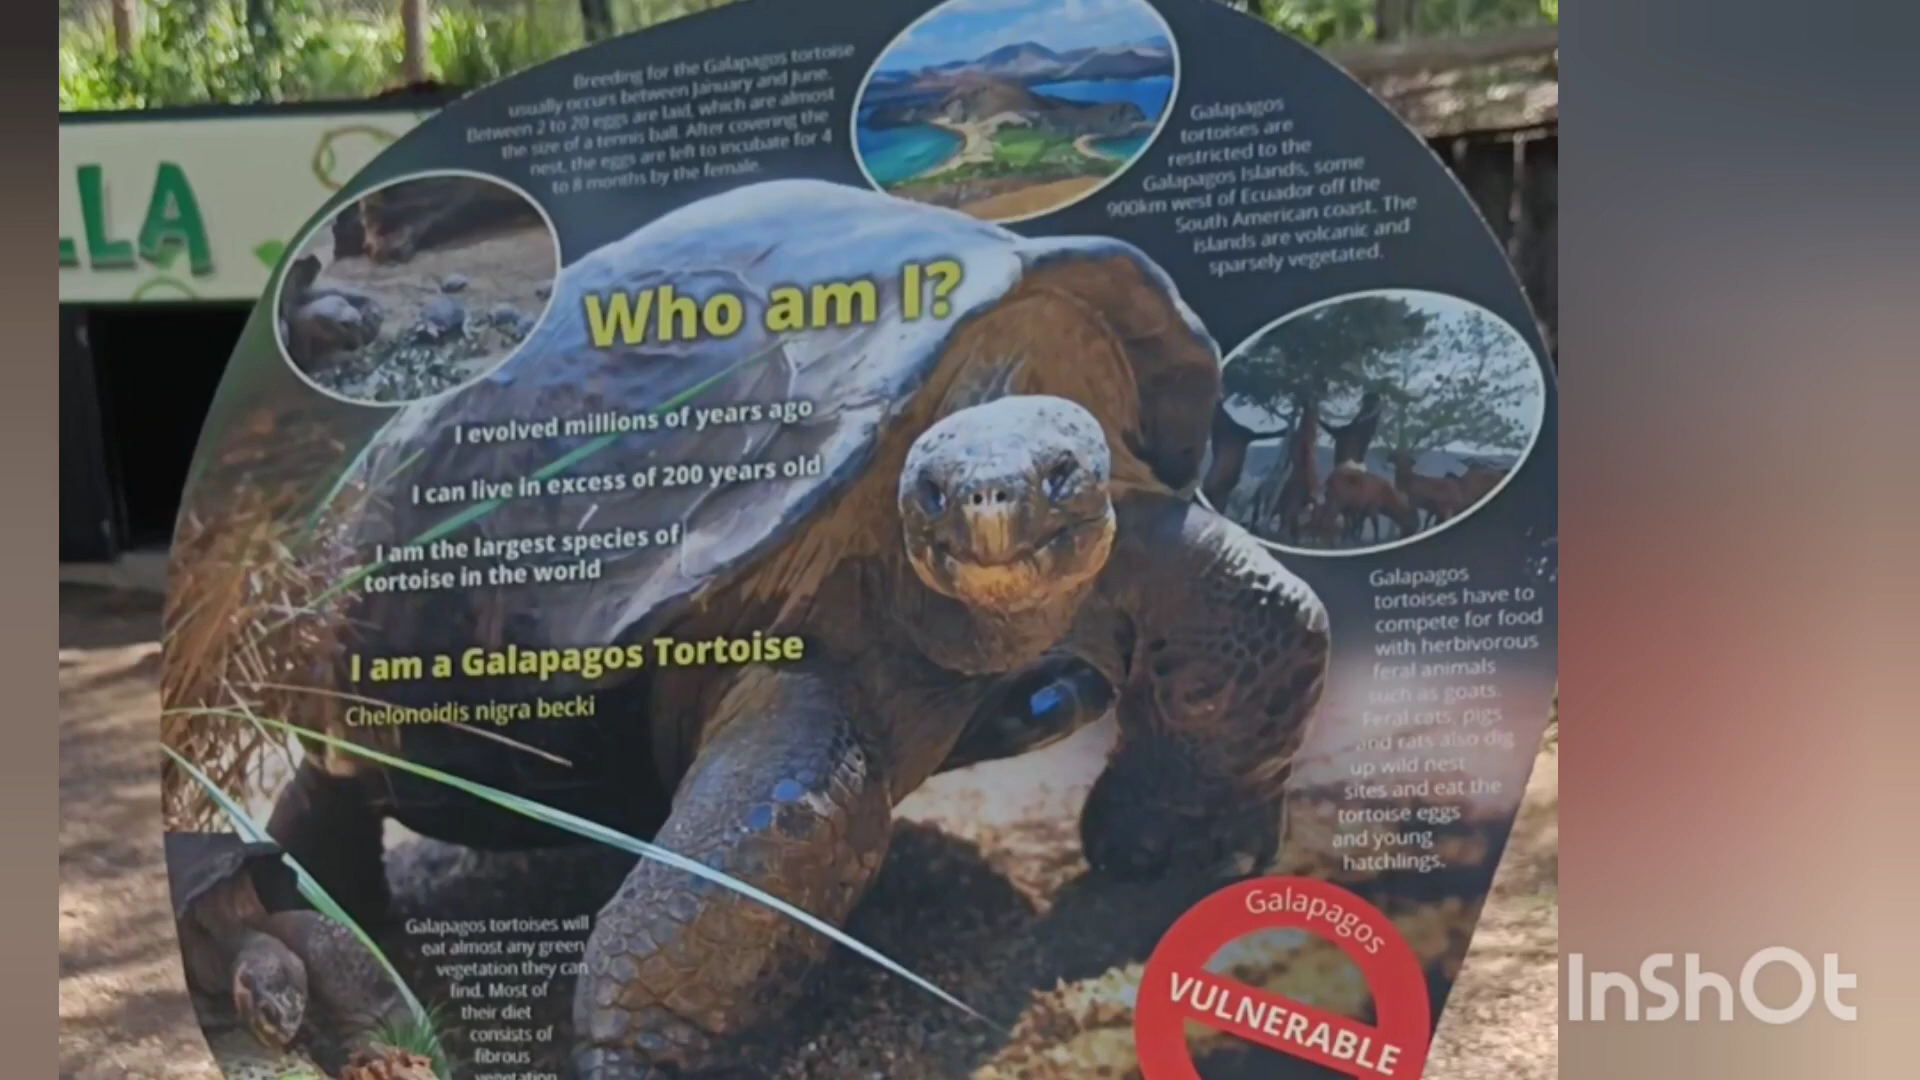 Breeding for the Galapagos tortoise
usually occurs between January and June.
Between 2 to 20 eggs are laid, which are almost
the size of a tennis ball. After covering the
nest, the eggs are left to incubate for 4
to 8 months by the female.
Galapagos
tortoises are
restricted to the
Galapagos Islands, some
900km west of Ecuador off the
South American coast. The
islands are volcanic and
sparsely vegetated.
LLA
Who am I?
I evolved millions of years ago
I can live in excess of 200 years old
I am the largest species of
tortoise in the world
I am a Galapagos Tortoise
Chelonoidis nigra becki
Galapagos
tortoises have to
compete for food
with herbivorous
feral animals
such as goats.
Feral cats, pigs
and rats also dig
up wild nest
sites and eat the
tortoise eggs
and young
hatchlings.
Galapagos tortoises will
eat almost any green
vegetation they can
find. Most of
their diet
consists of
fibrous
vegetation
Galapagos
VULNERABLE
InShOt